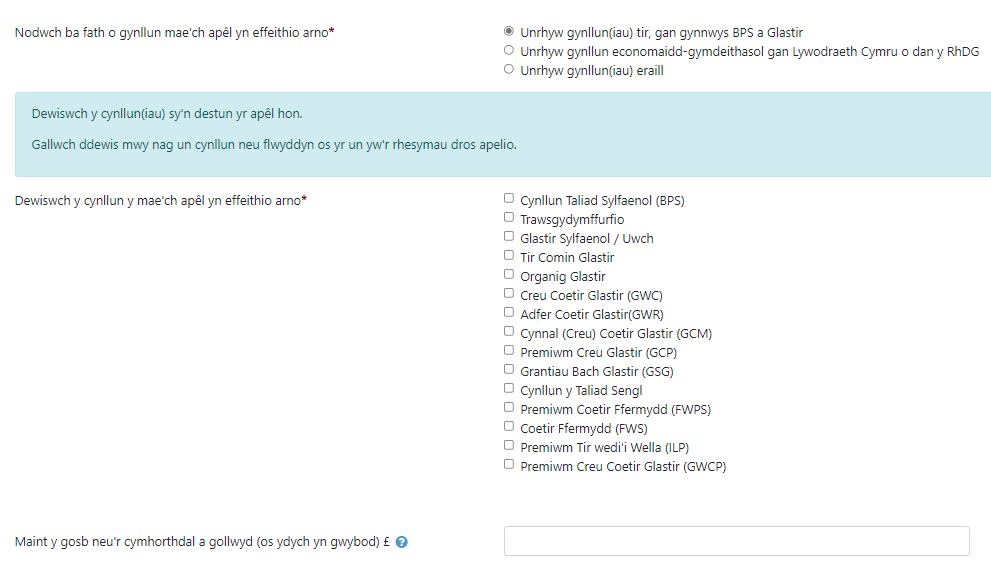 Nodwch ba fath o gynllun mae'ch apêl yn effeithio arno*
Unrhyw gynllun(iau) tir, gan gynnwys BPS a Glastir
Unrhyw gynllun economaidd-gymdeithasol gan Lywodraeth Cymru o dan y RhDG
Unrhyw gynllun(iau) eraill
Dewiswch y cynllun(iau) sy'n destun yr apêl hon.
Gallwch ddewis mwy nag un cynllun neu flwyddyn os yr un yw'r rhesymau dros apelio.
Dewiswch y cynllun y mae'ch apêl yn effeithio arno*
Cynllun Taliad Sylfaenol (BPS)
Trawsgydymffurfio
Glastir Sylfaenol / Uwch
Tir Comin Glastir
Organig Glastir
Creu Coetir Glastir (GWC)
Adfer Coetir Glastir(GWR)
Cynnal (Creu) Coetir Glastir (GCM)
Premiwm Creu Glastir (GCP)
Grantiau Bach Glastir (GSG)
Cynllun y Taliad Sengl
Premiwm Coetir Ffermydd (FWPS)
Coetir Ffermydd (FWS)
Premiwm Tir wedi'i Wella (ILP)
Premiwm Creu Coetir Glastir (GWCP)
Maint y gosb neu'r cymhorthdal a gollwyd (os ydych yn gwybod) £ ?